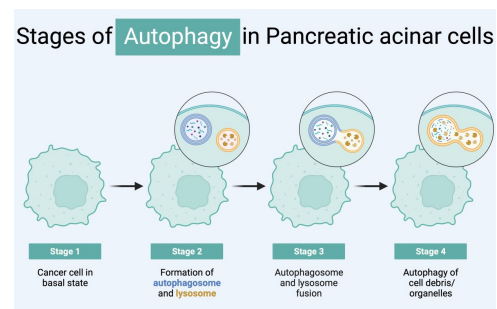 Stages of Autophagy in Pancreatic acinar cells
Stage 1
Cancer cell in
basal state
Stage 2
Formation of
autophagosome
and lysosome
Stage 3
Autophagosome
and lysosome
fusion
Stage 4
Autophagy of
cell debris/
organelles